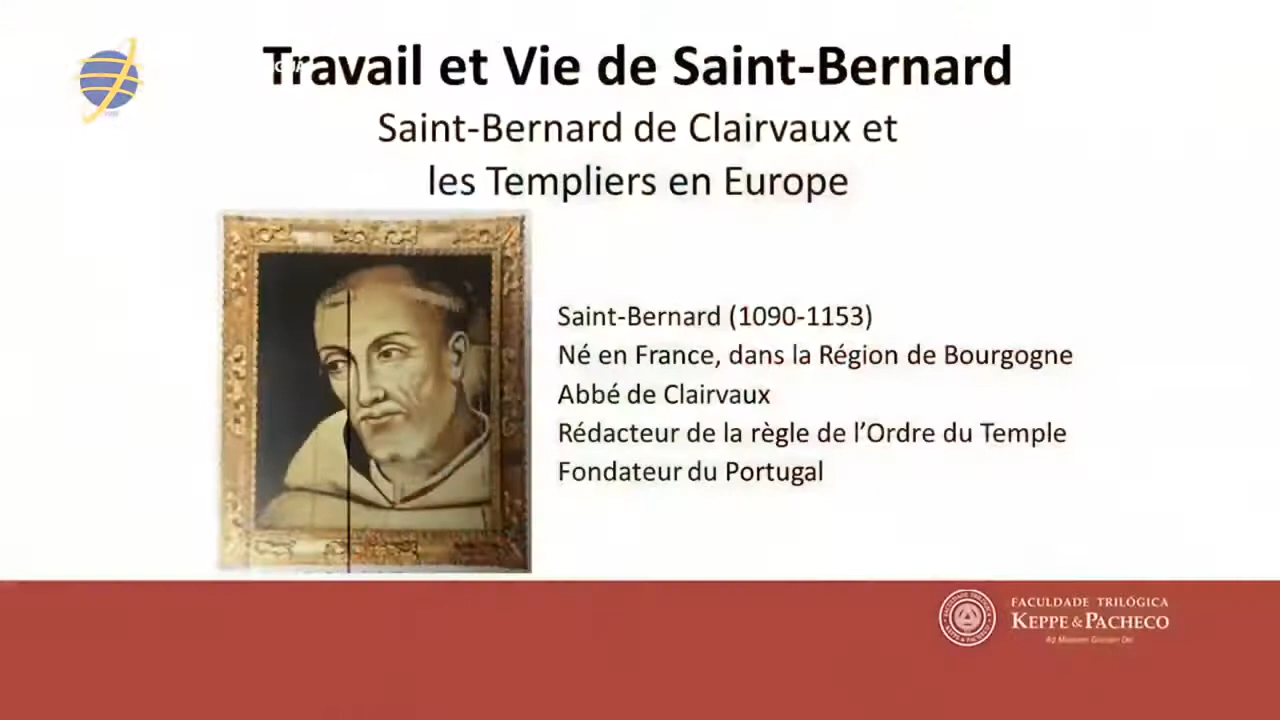 Travail et Vie de Saint-Bernard
Saint-Bernard de Clairvaux et
les Templiers en Europe
Saint-Bernard (1090-1153)
Né en France, dans la Région de Bourgogne
Abbé de Clairvaux
Rédacteur de la règle de l’Ordre du Temple
Fondateur du Portugal
FACULDADE TRILÓGICA
KEPPE & PACHECO